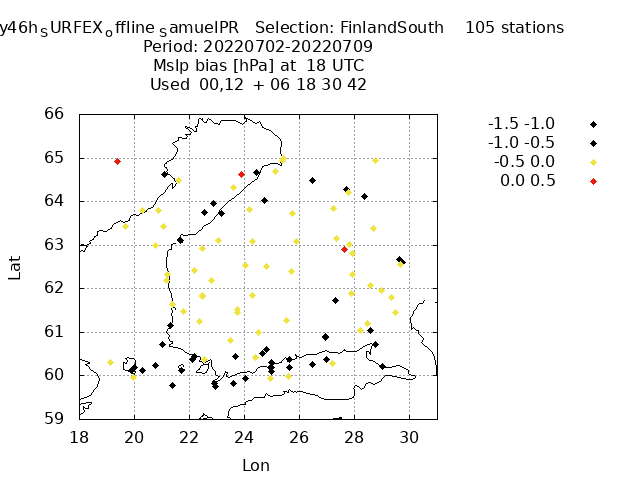 y46h_SURFEX_offline_SamuelPR Selection: FinlandSouth 105 stations
Period: 20220702-20220709
Mslp bias [hPa] at 18 UTC
Used 00,12 + 06 18 30 42
-1.5 -1.0
-1.0 -0.5
-0.5 0.0
0.0 0.5
66
65
64
63
62
61
60
59
Lat
18 20 22 24 26 28 30
Lon